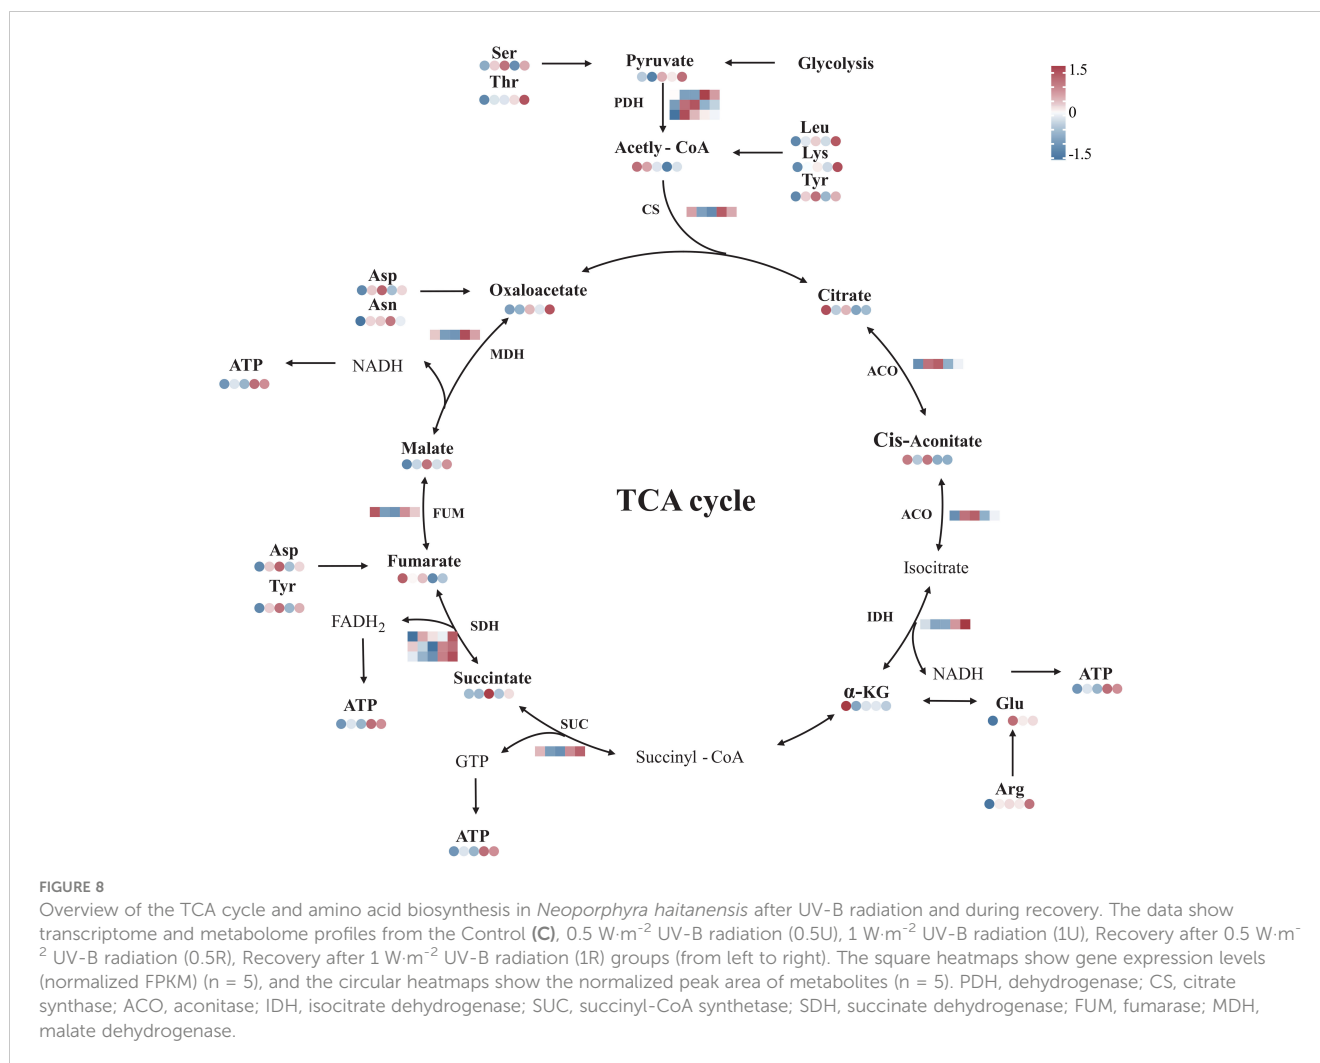 Ser
Thr
Pyruvate
Glycolysis
1.5
0
-1.5
PDH
Leu
Lys
Tyr
Acetly - CoA
CS
Asp
Asn
Oxaloacetate
Citrate
MDH
ATP
NADH
ACO
Malate
Cis-Aconitate
TCA cycle
FUM
ACO
Asp
Tyr
Fumarate
Isocitrate
FADH2
SDH
IDH
Succintate
NADH
ATP
α-KG
Glu
ATP
SUC
GTP
Succinyl - CoA
Arg
ATP
FIGURE 8
Overview of the TCA cycle and amino acid biosynthesis in Neoporphyra haitanensis after UV-B radiation and during recovery. The data show
transcriptome and metabolome profiles from the Control (C), 0.5 W·m-2 UV-B radiation (0.5U), 1 W·m-2 UV-B radiation (1U), Recovery after 0.5 W·m-
2 UV-B radiation (0.5R), Recovery after 1 W·m-2 UV-B radiation (1R) groups (from left to right). The square heatmaps show gene expression levels
(normalized FPKM) (n = 5), and the circular heatmaps show the normalized peak area of metabolites (n = 5). PDH, dehydrogenase; CS, citrate
synthase; ACO, aconitase; IDH, isocitrate dehydrogenase; SUC, succinyl-CoA synthetase; SDH, succinate dehydrogenase; FUM, fumarase; MDH,
malate dehydrogenase.